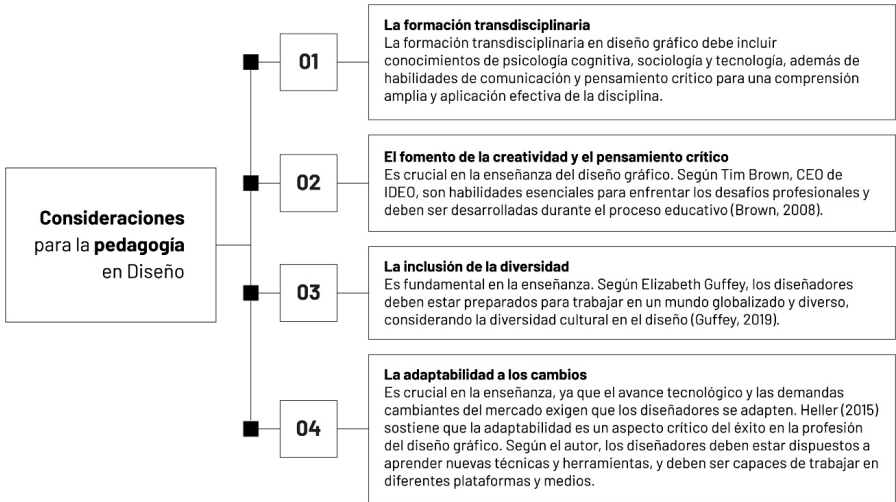 Consideraciones
para la pedagogía
en Diseño
01
La formación transdisciplinaria
La formación transdisciplinaria en diseño gráfico debe incluir
conocimientos de psicología cognitiva, sociología y tecnología, además de
habilidades de comunicación y pensamiento crítico para una comprensión
amplia y aplicación efectiva de la disciplina.
02
El fomento de la creatividad y el pensamiento crítico
Es crucial en la enseñanza del diseño gráfico. Según Tim Brown, CEO de
IDEO, son habilidades esenciales para enfrentar los desafíos profesionales y
deben ser desarrolladas durante el proceso educativo (Brown, 2008).
03
La inclusión de la diversidad
Es fundamental en la enseñanza. Según Elizabeth Guffey, los diseñadores
deben estar preparados para trabajar en un mundo globalizado y diverso,
considerando la diversidad cultural en el diseño (Guffey, 2019).
04
La adaptabilidad a los cambios
Es crucial en la enseñanza, ya que el avance tecnológico y las demandas
cambiantes del mercado exigen que los diseñadores se adapten. Heller (2015)
sostiene que la adaptabilidad es un aspecto crítico del éxito en la profesión
del diseño gráfico. Según el autor, los diseñadores deben estar dispuestos a
aprender nuevas técnicas y herramientas, y deben ser capaces de trabajar en
diferentes plataformas y medios.